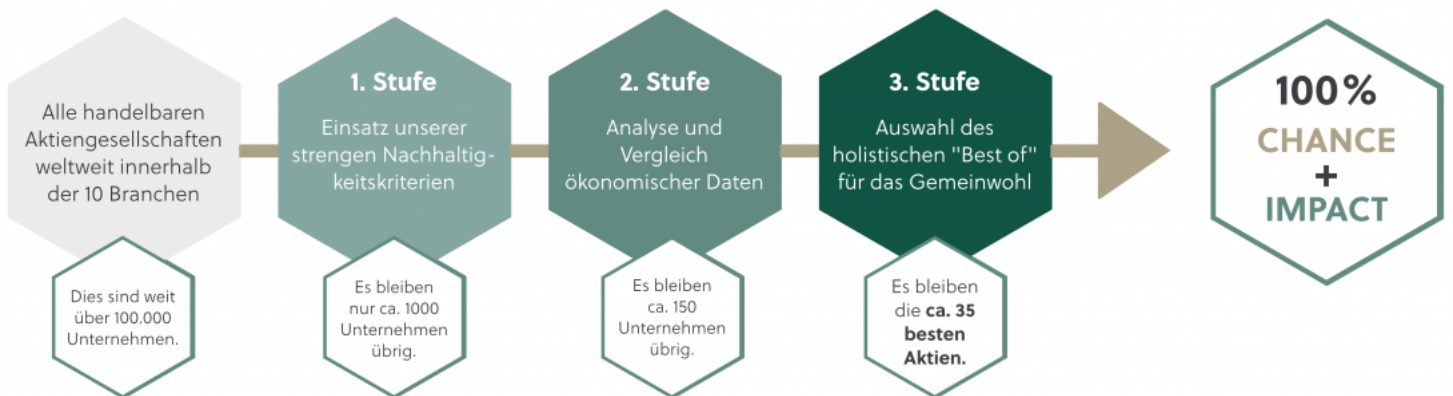 Alle handelbaren
Aktiengesellschaften
weltweit innerhalb
der 10 Branchen
Dies sind weit
über 100.000
Unternehmen.
1. Stufe
Einsatz unserer
strengen Nachhaltig-
keitskriterien
Es bleiben
nur ca. 1000
Unternehmen
übrig.
2. Stufe
Analyse und
Vergleich
ökonomischer Daten
Es bleiben
ca. 150
Unternehmen
übrig.
3. Stufe
Auswahl des
holistischen "Best of"
für das Gemeinwohl
Es bleiben
die ca. 35
besten
Aktien.
100%
CHANCE
+
IMPACT